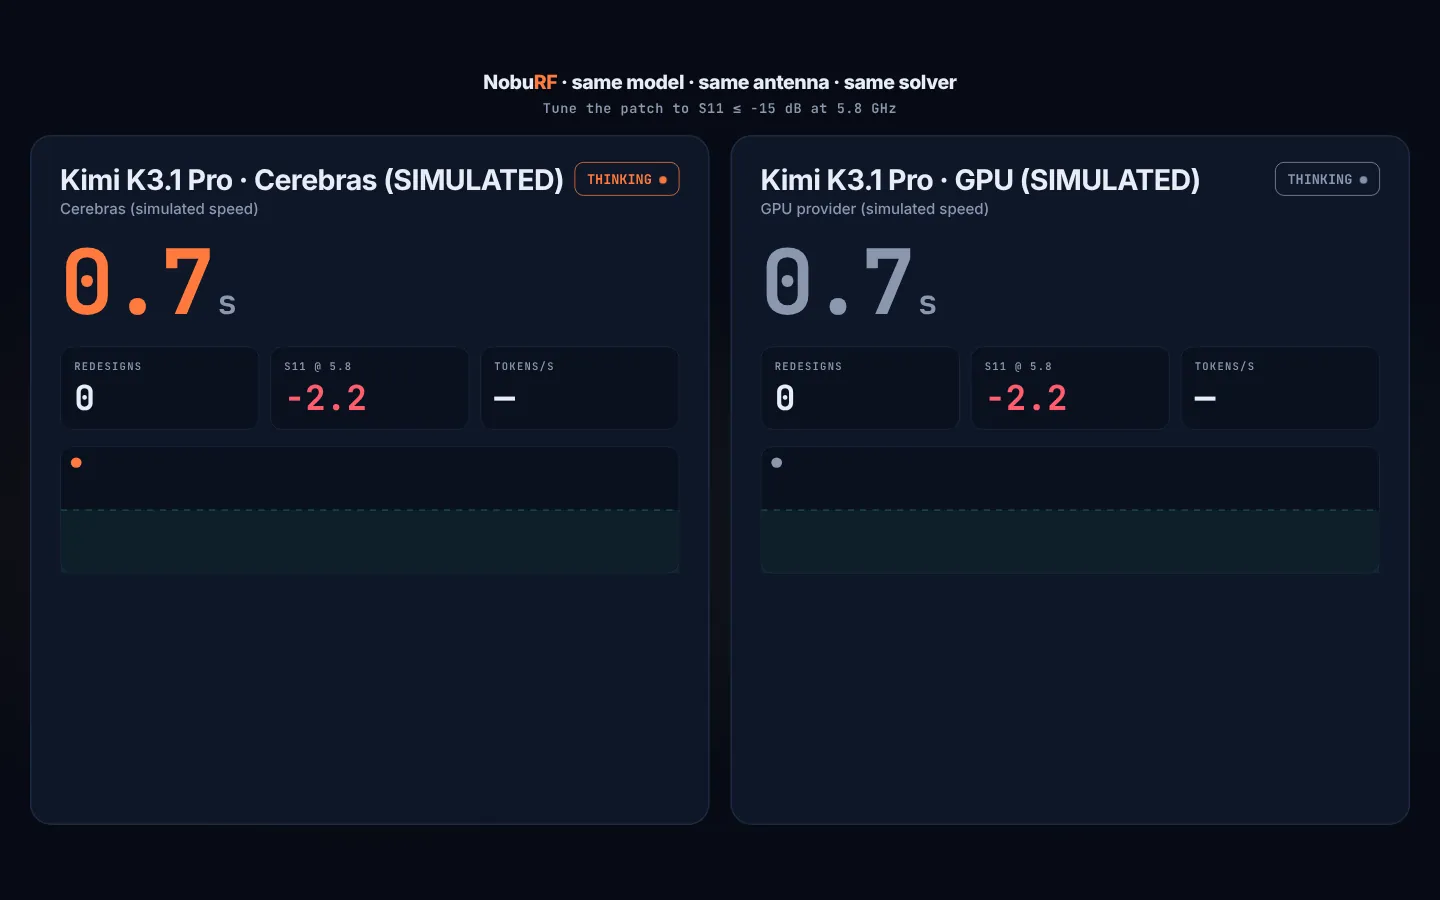 NobuRF · same model · same antenna · same solver
Tune the patch to S11 ≤ -15 dB at 5.8 GHz
Kimi K3.1 Pro · Cerebras (SIMULATED)
THINKING
Cerebras (simulated speed)
0.7 s
REDESIGNS
0
S11 @ 5.8
-2.2
TOKENS/S
—
Kimi K3.1 Pro · GPU (SIMULATED)
THINKING
GPU provider (simulated speed)
0.7 s
REDESIGNS
0
S11 @ 5.8
-2.2
TOKENS/S
—